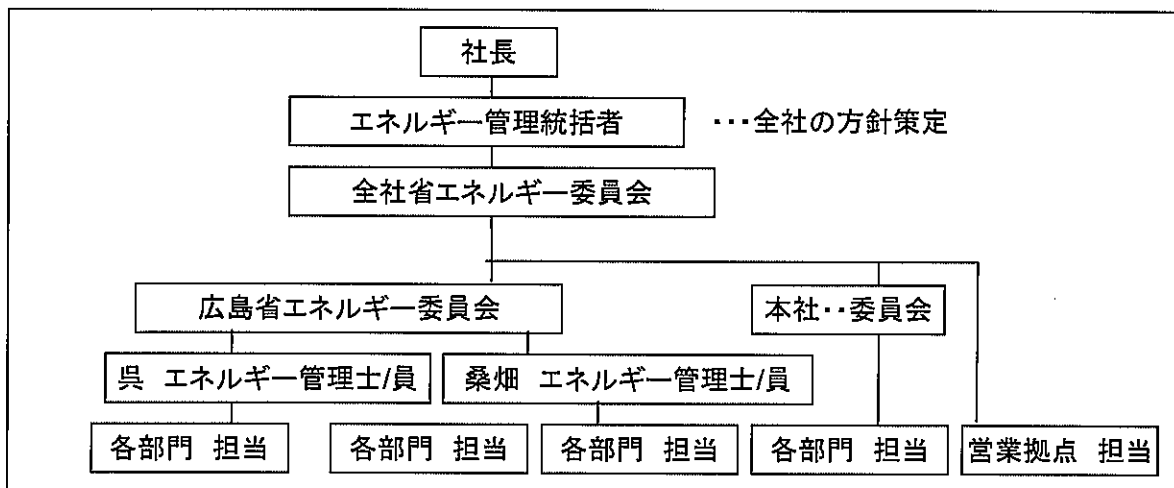 社長
エネルギー管理統括者 ・・・全社の方針策定
全社省エネルギー委員会
広島省エネルギー委員会 本社・・委員会
呉 エネルギー管理士/員 桑畑 エネルギー管理士/員
各部門 担当 各部門 担当 各部門 担当 各部門 担当 営業拠点 担当